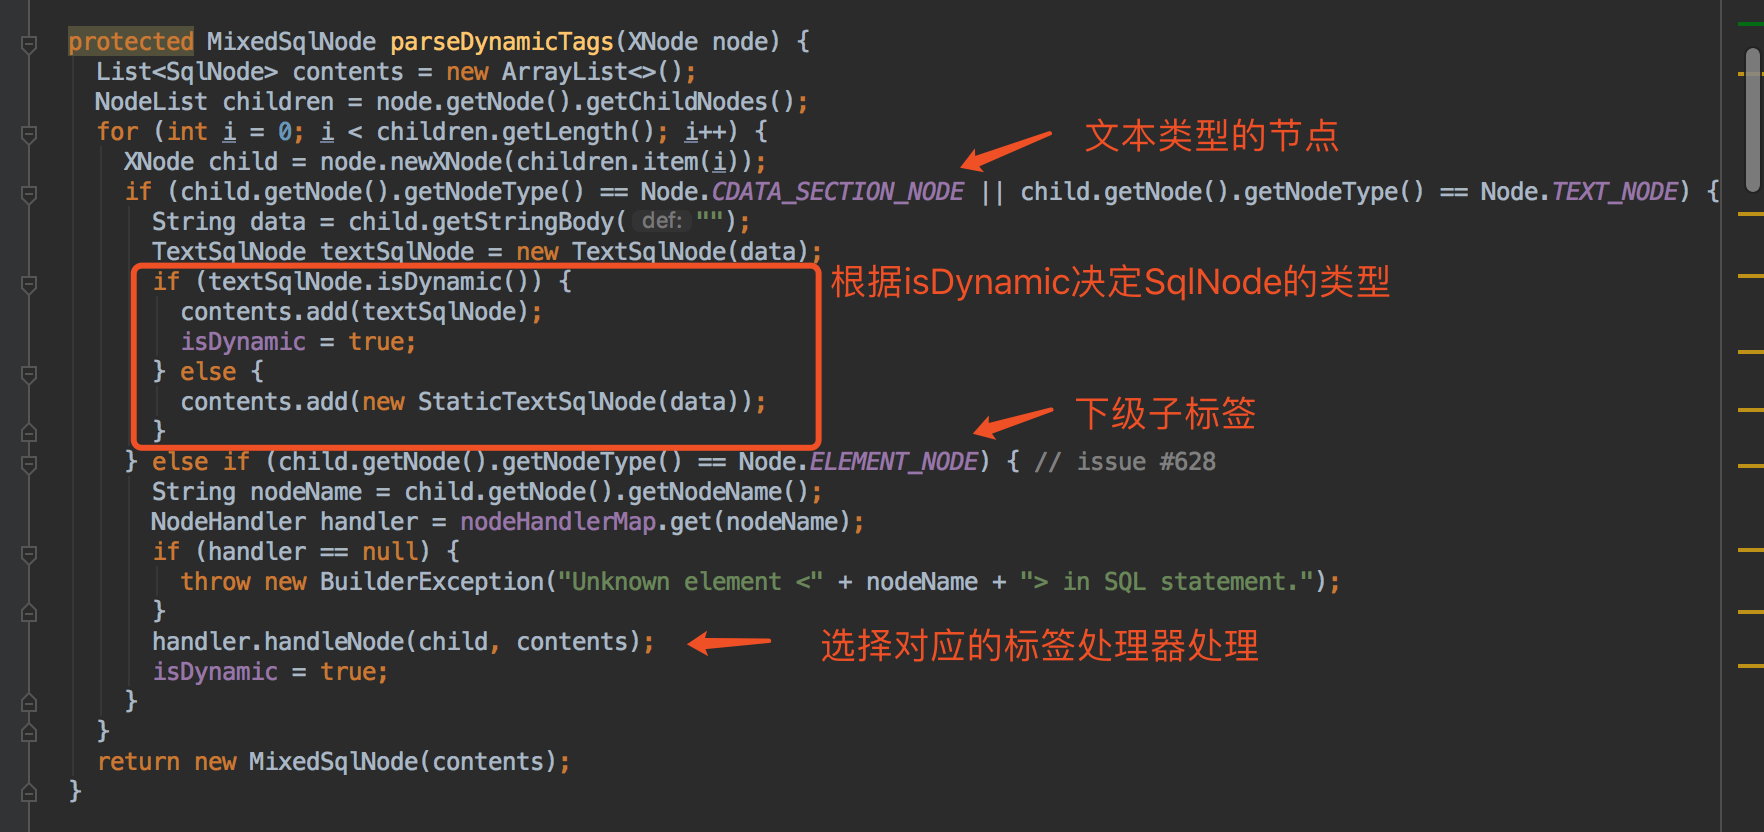 protected MixedSqlNode parseDynamicTags(XNode node) {
List<SqlNode> contents = new ArrayList<>();
NodeList children = node.getNode().getChildNodes();
for (int i = 0; i < children.getLength(); i++) {
文本类型的节点
XNode child = node.newXNode(children.item(i));
if (child.getNode().getNodeType() == Node.CDATA_SECTION_NODE || child.getNode().getNodeType() == Node.TEXT_NODE) {
String data = child.getStringBody( def: "");
TextSqlNode textSqlNode = new TextSqlNode(data);
if (textSqlNode.isDynamic()) {
根据isDynamic决定SqlNode的类型
contents.add(textSqlNode);
isDynamic = true;
} else {
contents.add(new StaticTextSqlNode(data));
下级子标签
}
} else if (child.getNode().getNodeType() == Node.ELEMENT_NODE) { // issue #628
String nodeName = child.getNode().getNodeName();
NodeHandler handler = nodeHandlerMap.get(nodeName);
if (handler == null) {
throw new BuilderException("Unknown element <" + nodeName + "> in SQL statement.");
}
handler.handleNode(child, contents);
选择对应的标签处理器处理
isDynamic = true;
}
}
return new MixedSqlNode(contents);
}